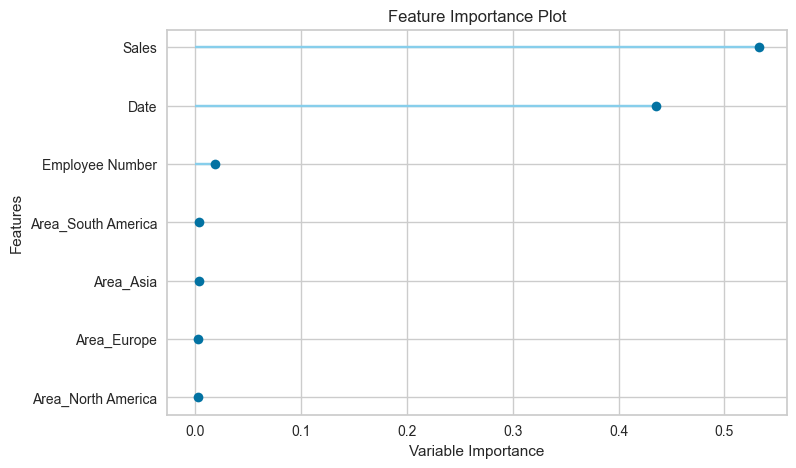 Feature Importance Plot
Features
Sales
Date
Employee Number
Area_South America
Area_Asia
Area_Europe
Area_North America
0.0 0.1 0.2 0.3 0.4 0.5
Variable Importance